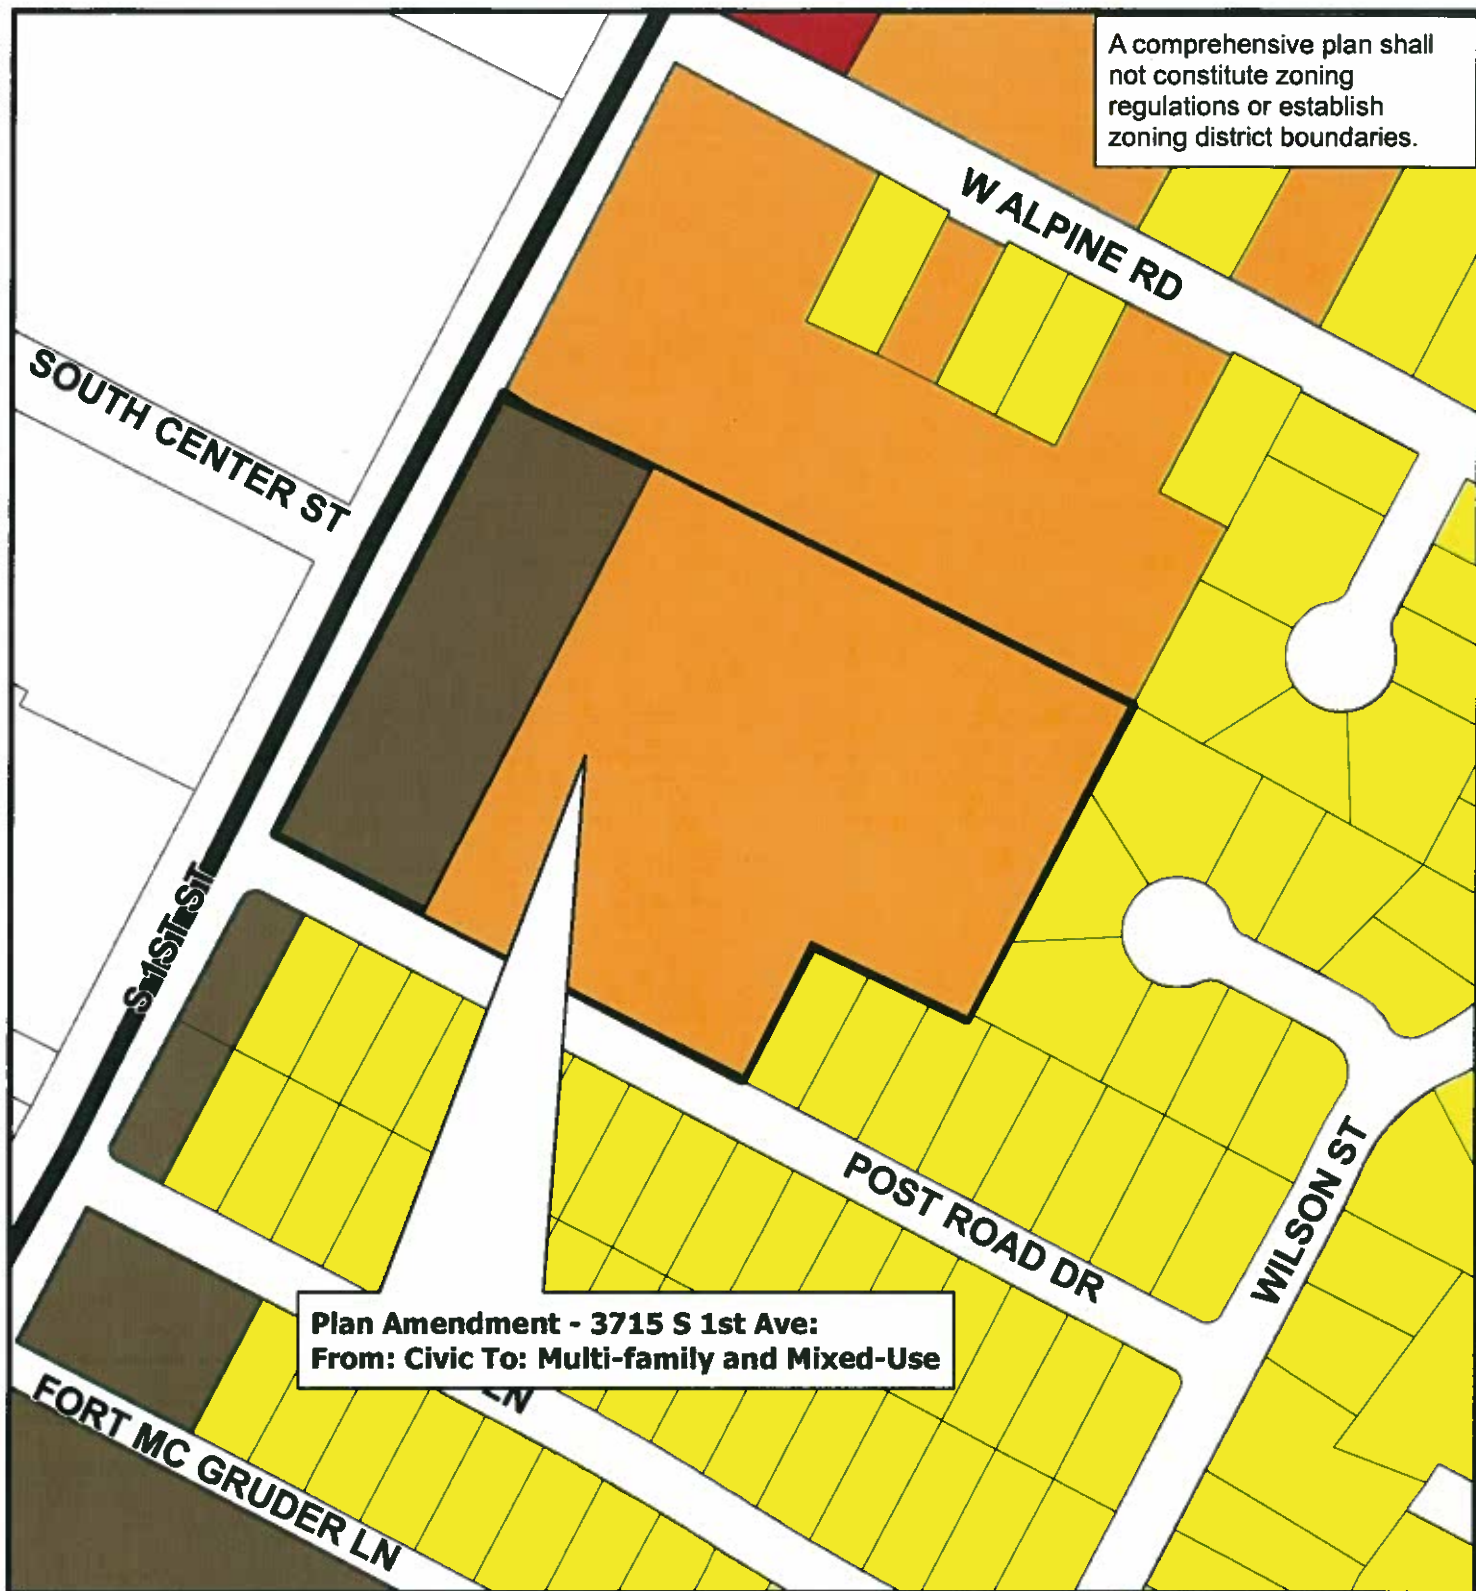 A comprehensive plan shall
not constitute zoning
regulations or establish
zoning district boundaries.
W ALPINE RD
SOUTH CENTER ST
S 1ST ST
POST ROAD DR
WILSON ST
Plan Amendment - 3715 S 1st Ave:
From: Civic To: Multi-family and Mixed-Use
LN
FORT MC GRUDER LN